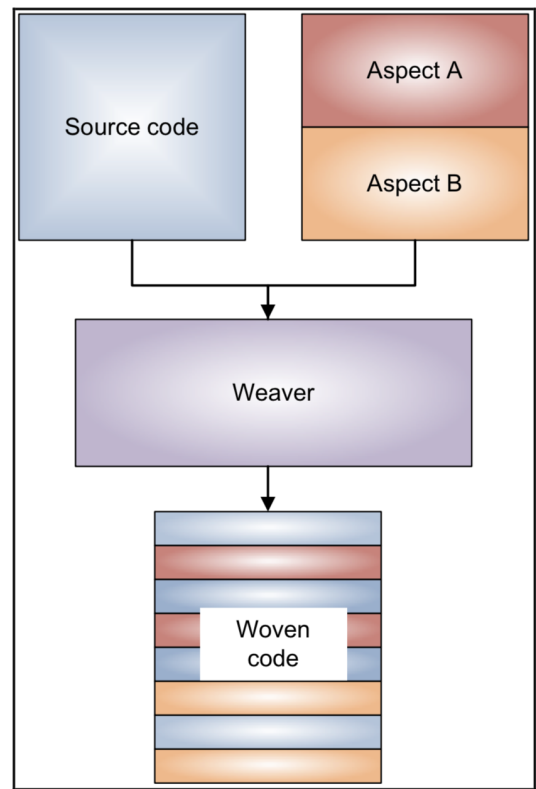 Source code
Aspect A
Aspect B
Weaver
Woven
code